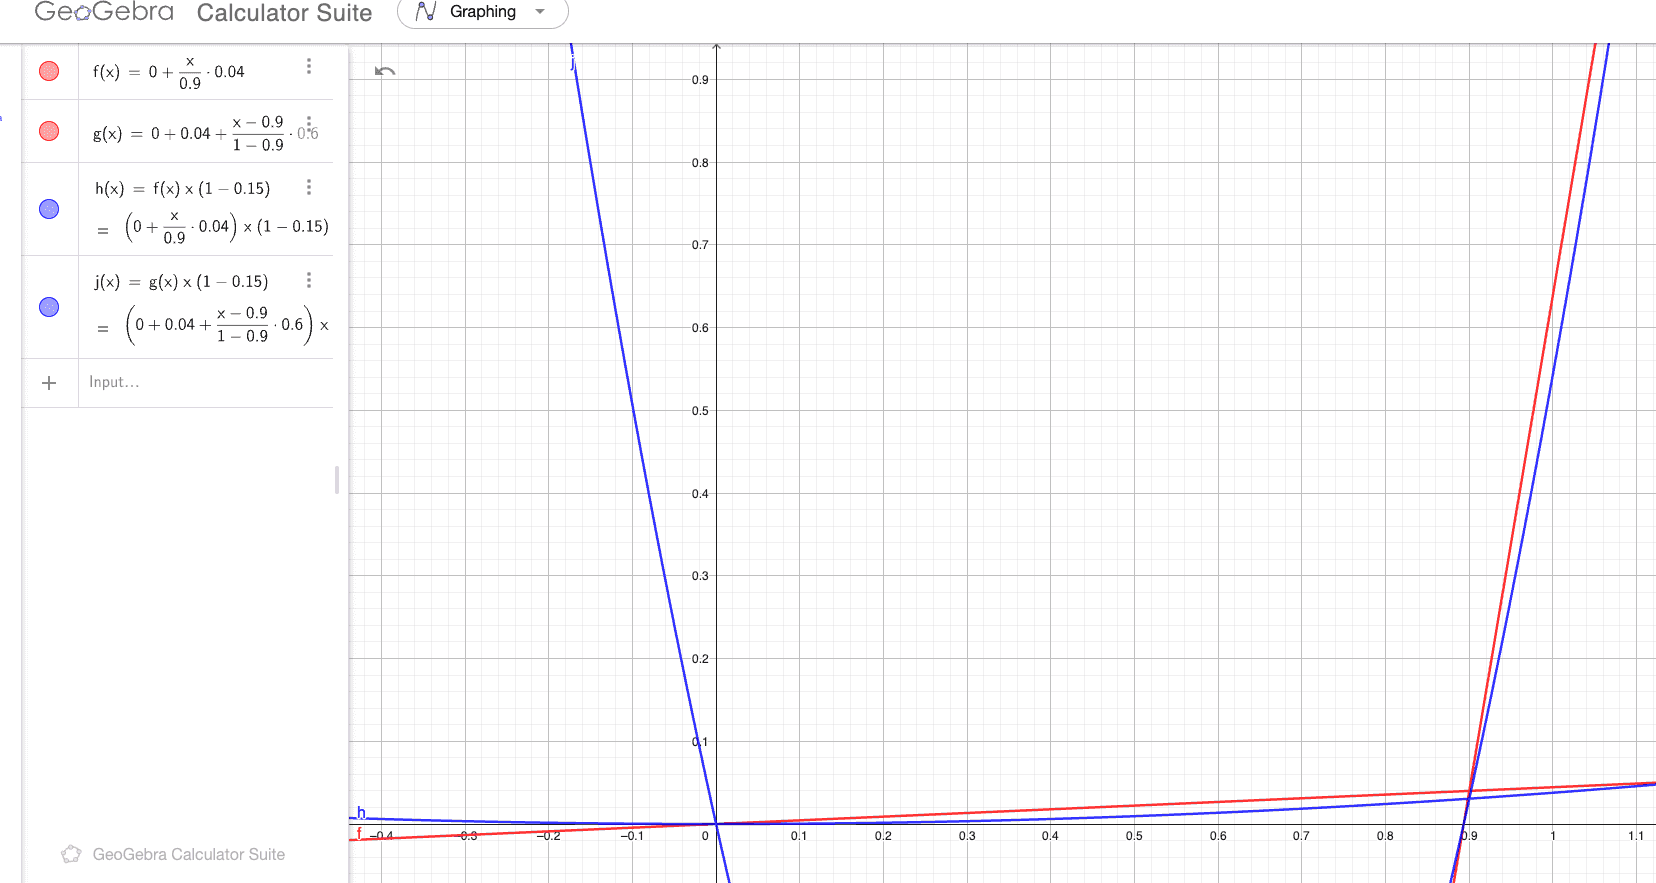 GeoGebra Calculator Suite Graphing
f(x) = 0 + x/0.9 · 0.04
g(x) = 0 + 0.04 + (x − 0.9)/(1 − 0.9) · 0.6
h(x) = f(x) x (1 − 0.15)
= (0 + x/0.9 · 0.04) x (1 − 0.15)
j(x) = g(x) x (1 − 0.15)
= (0 + 0.04 + (x − 0.9)/(1 − 0.9) · 0.6) x
+ Input...
GeoGebra Calculator Suite
j
0.9
0.8
0.7
0.6
0.5
0.4
0.3
0.2
0.1
h
f
−0.4 −0.3 −0.2 −0.1 0 0.1 0.2 0.3 0.4 0.5 0.6 0.7 0.8 0.9 1 1.1